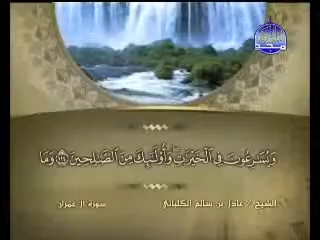 وَيُسَٰرِعُونَ فِي ٱلْخَيْرَٰتِ وَأُوْلَٰٓئِكَ مِنَ ٱلصَّٰلِحِينَ ١١٤ وَمَا
الشيخ / عادل بن سالم الكلباني
سورة آل عمران